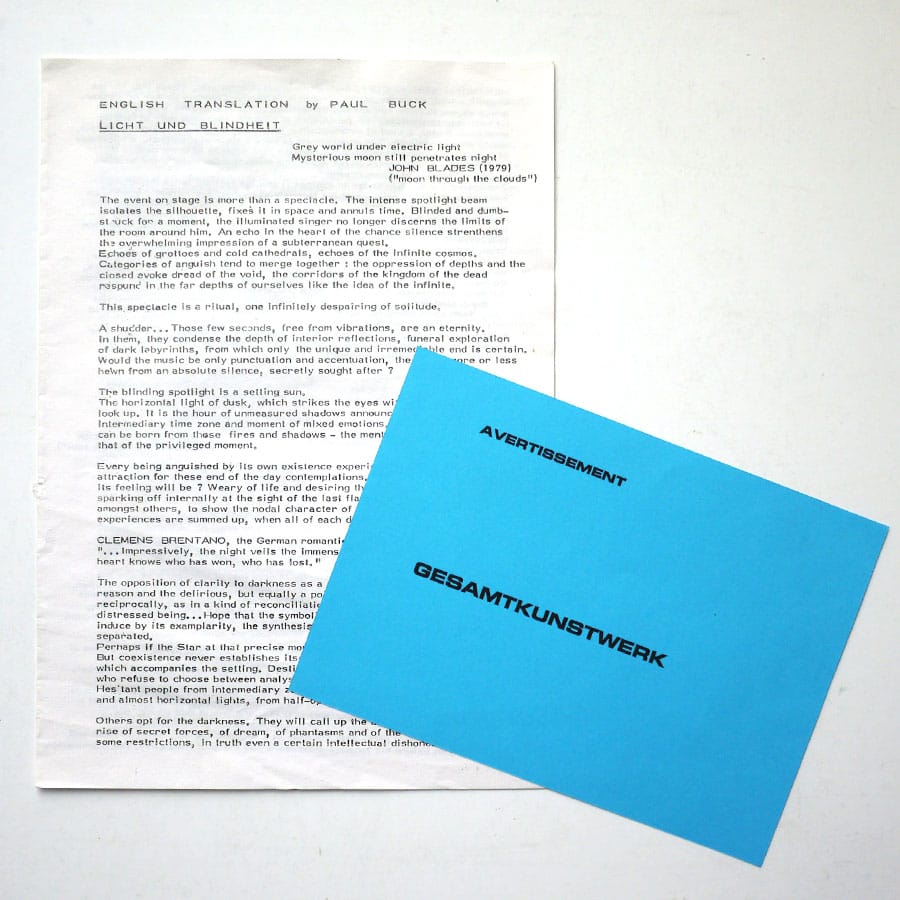 ENGLISH TRANSLATION by PAUL BUCK
LICHT UND BLINDHEIT
Grey world under electric light
Mysterious moon still penetrates night
JOHN BLADES (1979)
("moon through the clouds")
The event on stage is more than a spectacle. The intense spotlight beam
isolates the silhouette, fixes it in space and annuls time. Blinded and dumb-
struck for a moment, the illuminated singer no longer discerns the limits of
the room around him. An echo in the heart of the chance silence strenthens
the overwhelming impression of a subterranean quest.
Echoes of grottoes and cold cathedrals, echoes of the infinite cosmos.
Categories of anguish tend to merge together : the oppression of depths and the
closed evoke dread of the void, the corridors of the kingdom of the dead
respond in the far depths of ourselves like the idea of the infinite.
This spectacle is a ritual, one infinitely despairing of solitude.
A shudder...Those few seconds, free from vibrations, are an eternity.
In them, they condense the depth of interior reflections, funeral exploration
of dark labyrinths, from which only the unique and irremediable end is certain.
Would the music be only punctuation and accentuation, the more or less
hewn from an absolute silence, secretly sought after ?
The blinding spotlight is a setting sun.
The horizontal light of dusk, which strikes the eyes
look up. It is the hour of unmeasured shadows
Intermediary time zone and moment of mixed emotions.
can be born from those fires and shadows - the
that of the privileged moment.
Every being anguished by its own existence
attraction for these end of the day contemplations.
Its feeling will be ? Weary of life and desiring
sparking off internally at the sight of the last
amongst others, to show the nodal character of
experiences are summed up, when all of each
CLEMENS BRENTANO, the German
"...Impressively, the night veils the
heart knows who has won, who has lost."
The opposition of clarity to darkness as a
reason and the delirious, but equally a
reciprocally, as in a kind of
distressed being...Hope that the
induce by its examplarity, the
separated.
Perhaps if the Star at that precise
But coexistence never establishes
which accompanies the setting.
who refuse to choose between
Hesitant people from intermediary
and almost horizontal lights, from
Others opt for the darkness. They will call up the
rise of secret forces, of dream, of phantasms and of the
some restrictions, in truth even a certain intellectual
AVERTISSEMENT
GESAMTKUNSTWERK